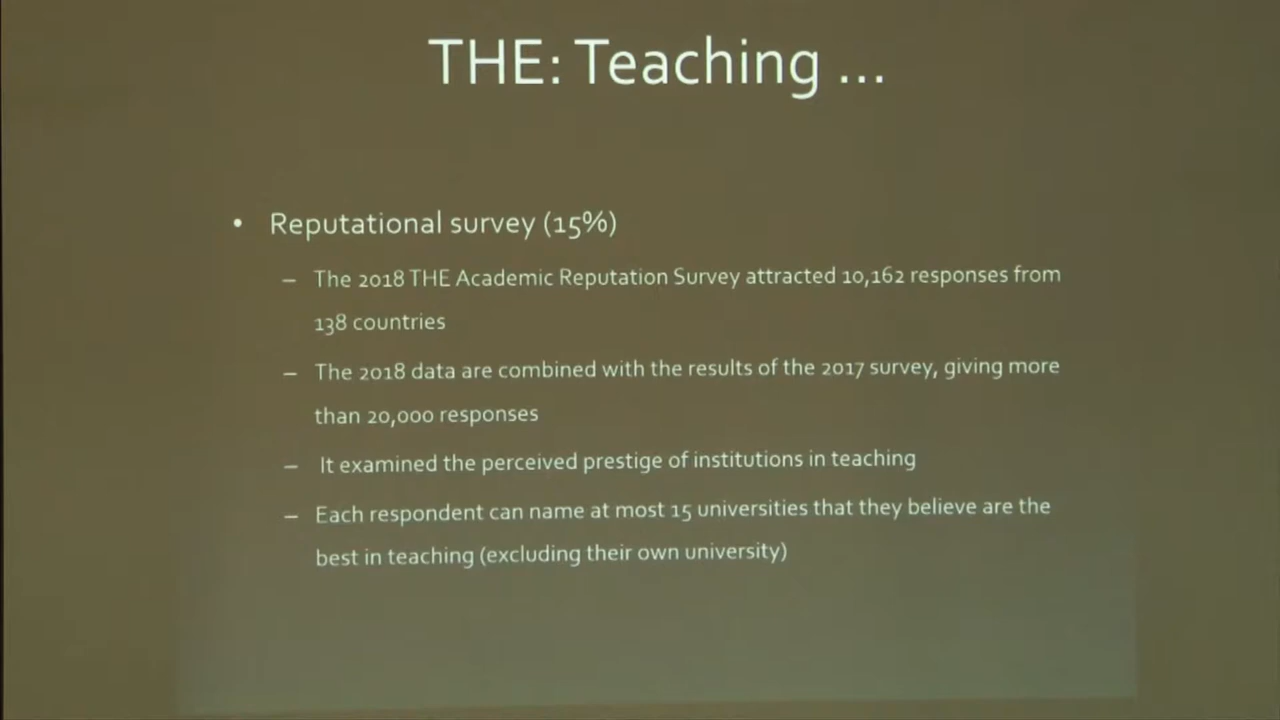 THE: Teaching ...
• Reputational survey (15%)
– The 2018 THE Academic Reputation Survey attracted 10,162 responses from
138 countries
– The 2018 data are combined with the results of the 2017 survey, giving more
than 20,000 responses
– It examined the perceived prestige of institutions in teaching
– Each respondent can name at most 15 universities that they believe are the
best in teaching (excluding their own university)